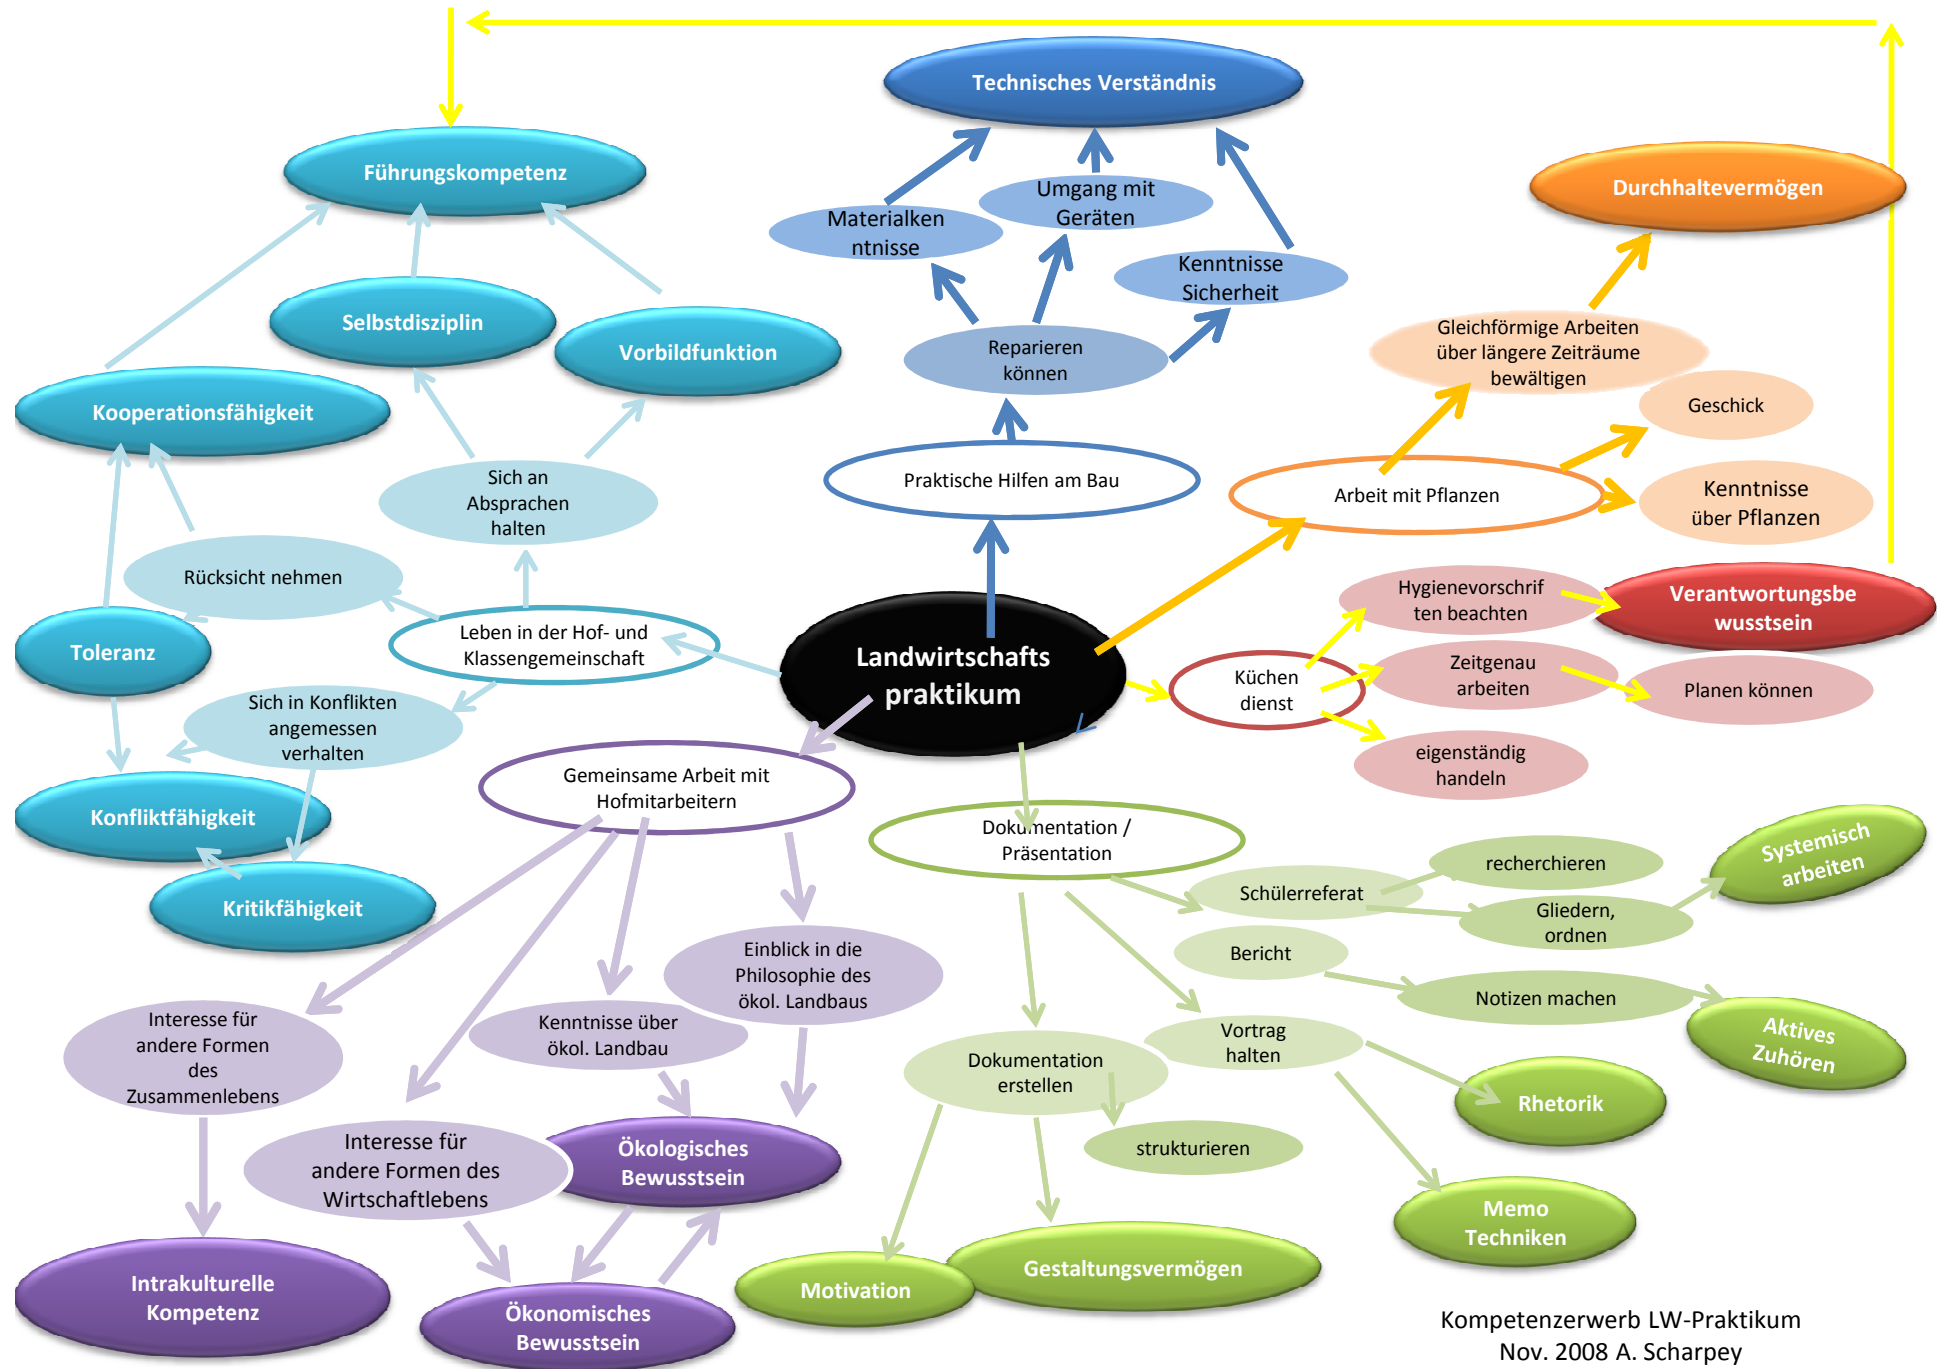 Technisches Verständnis
Führungskompetenz
Umgang mit
Geräten
Durchhaltevermögen
Materialken
ntnisse
Kenntnisse
Sicherheit
Selbstdisziplin
Vorbildfunktion
Reparieren
können
Gleichförmige Arbeiten
über längere Zeiträume
bewältigen
Kooperationsfähigkeit
Geschick
Sich an
Absprachen
halten
Praktische Hilfen am Bau
Arbeit mit Pflanzen
Kenntnisse
über Pflanzen
Rücksicht nehmen
Hygienevorschrif
ten beachten
Verantwortungsbe
wusstsein
Toleranz
Leben in der Hof- und
Klassengemeinschaft
Landwirtschafts
praktikum
Küchen
dienst
Zeitgenau
arbeiten
Planen können
Sich in Konflikten
angemessen
verhalten
eigenständig
handeln
Gemeinsame Arbeit mit
Hofmitarbeitern
Konfliktfähigkeit
Dokumentation /
Präsentation
Systemisch
arbeiten
recherchieren
Schülerreferat
Kritikfähigkeit
Gliedern,
ordnen
Einblick in die
Philosophie des
ökol. Landbaus
Bericht
Notizen machen
Interesse für
andere Formen
des
Zusammenlebens
Kenntnisse über
ökol. Landbau
Vortrag
halten
Aktives
Zuhören
Dokumentation
erstellen
Rhetorik
Interesse für
andere Formen des
Wirtschaftlebens
Ökologisches
Bewusstsein
strukturieren
Memo
Techniken
Intrakulturelle
Kompetenz
Motivation
Gestaltungsvermögen
Ökonomisches
Bewusstsein
Kompetenzerwerb LW-Praktikum
Nov. 2008 A. Scharpey